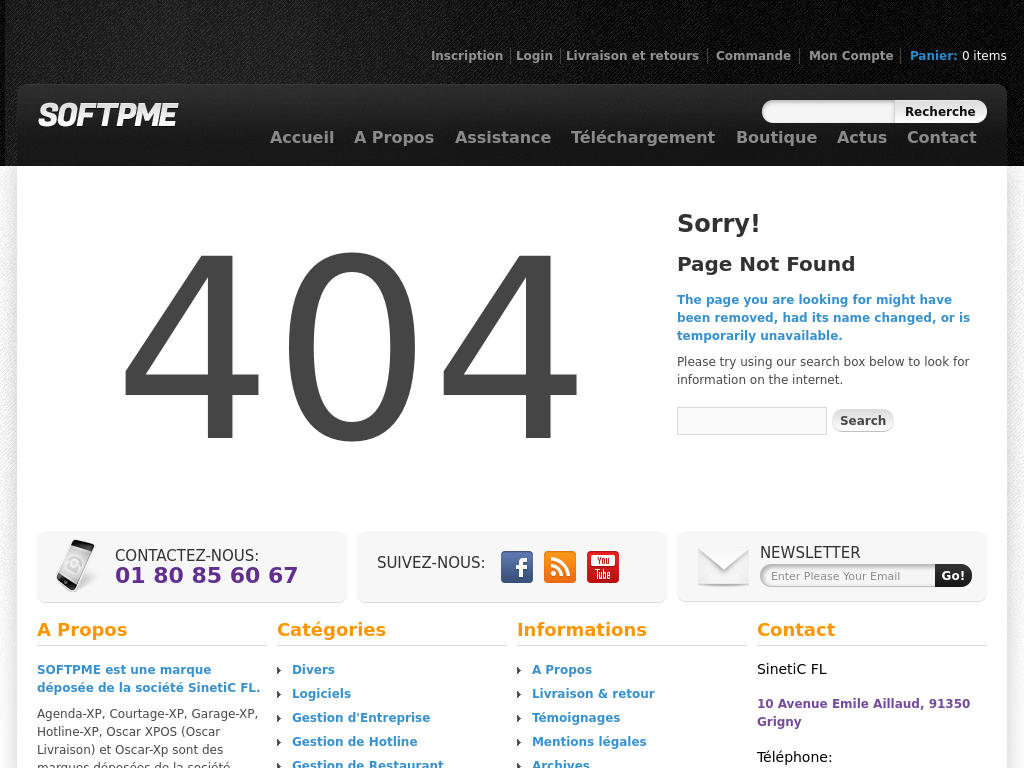 Inscription Login Livraison et retours Commande Mon Compte Panier: 0 items
SOFTPME
Recherche
Accueil A Propos Assistance Téléchargement Boutique Actus Contact
404
Sorry!
Page Not Found
The page you are looking for might have
been removed, had its name changed, or is
temporarily unavailable.
Please try using our search box below to look for
information on the internet.
Search
CONTACTEZ-NOUS:
01 80 85 60 67
SUIVEZ-NOUS:
You
Tube
NEWSLETTER
Enter Please Your Email Go!
A Propos
SOFTPME est une marque
déposée de la société SinetiC FL.
Agenda-XP, Courtage-XP, Garage-XP,
Hotline-XP, Oscar XPOS (Oscar
Livraison) et Oscar-Xp sont des
marques déposées de la société
Catégories
Divers
Logiciels
Gestion d'Entreprise
Gestion de Hotline
Gestion de Restaurant
Informations
A Propos
Livraison & retour
Témoignages
Mentions légales
Archives
Contact
SinetiC FL
10 Avenue Emile Aillaud, 91350
Grigny
Téléphone: